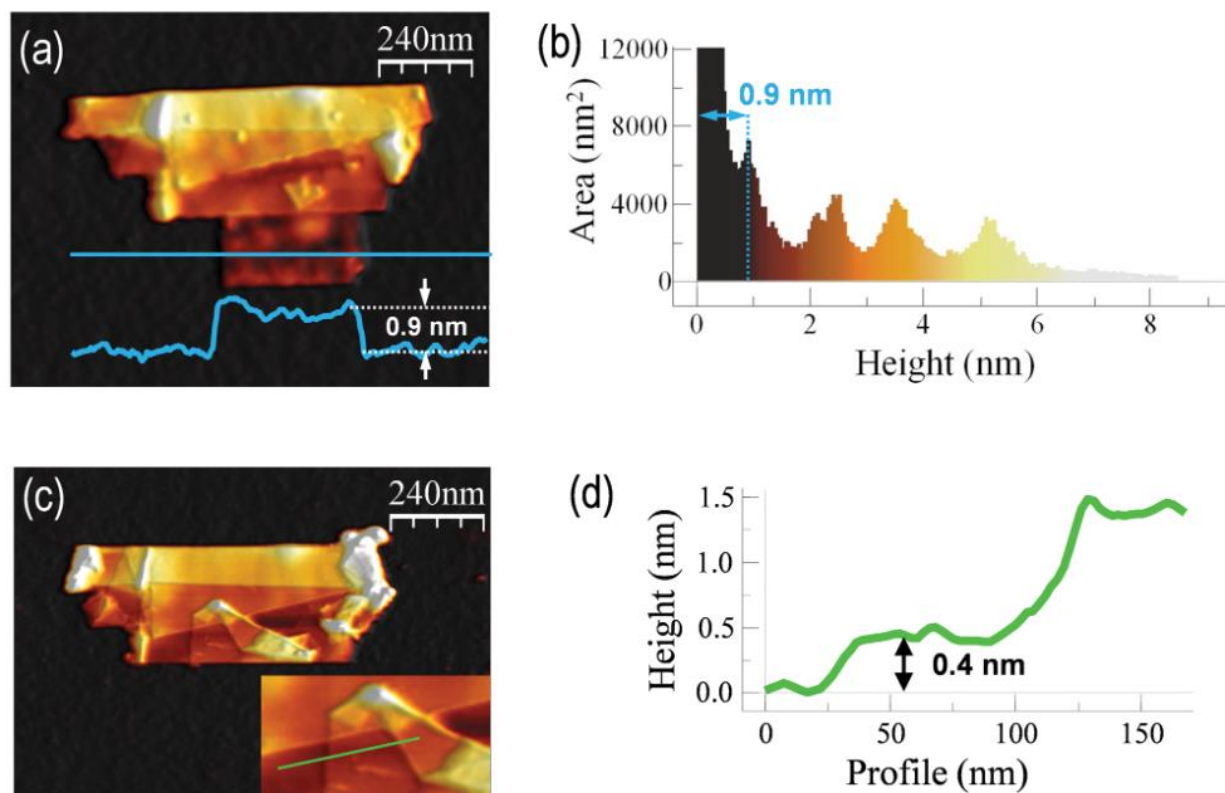 (a)
240nm
0.9 nm
(b)
12000
8000
4000
0
Area (nm²)
0.9 nm
0 2 4 6 8
Height (nm)
(c)
240nm
(d)
1.5
1.0
0.5
0.0
Height (nm)
0.4 nm
0 50 100 150
Profile (nm)